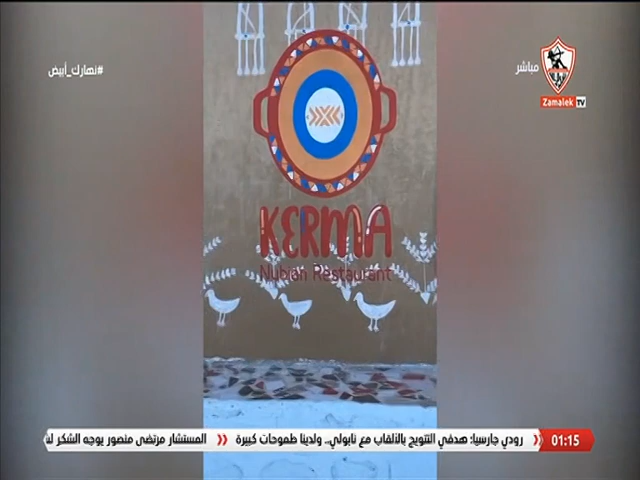 #نهارك_أبيض
مباشر
Zamalek TV
KERMA
Nubian Restaurant
01:15
رودي جارسيا: هدفي التتويج بالألقاب مع نابولي.. ولدينا طموحات كبيرة
المستشار مرتضى منصور يوجه الشكر